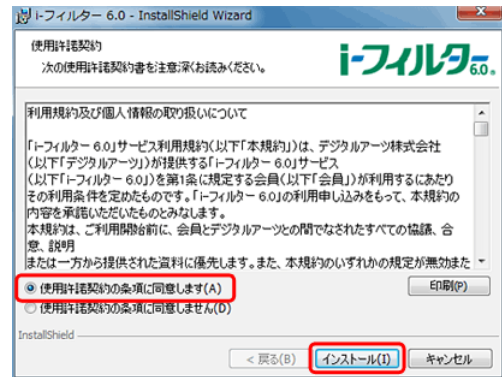 i-フィルター 6.0 - InstallShield Wizard
使用許諾契約
次の使用許諾契約書を注意深くお読みください。
i-フィルター 6.0.
利用規約及び個人情報の取り扱いについて
「i-フィルター 6.0」サービス利用規約(以下「本規約」)は、デジタルアーツ株式会社
(以下「デジタルアーツ」)が提供する「i-フィルター 6.0」サービス
(以下「i-フィルター 6.0」)を第1条に規定する会員(以下「会員」)が利用するにあたり
その利用条件を定めたものです。「i-フィルター 6.0」の利用申し込みをもって、本規約の
内容を承諾いただいたものとみなします。
本規約は、ご利用開始前に、会員とデジタルアーツとの間でなされたすべての協議、合
意、説明
または一方から提供された資料に優先します。また、本規約のいずれかの規定が無効また
使用許諾契約の条項に同意します(A)
印刷(P)
使用許諾契約の条項に同意しません(D)
InstallShield
< 戻る(B)
インストール(I)
キャンセル